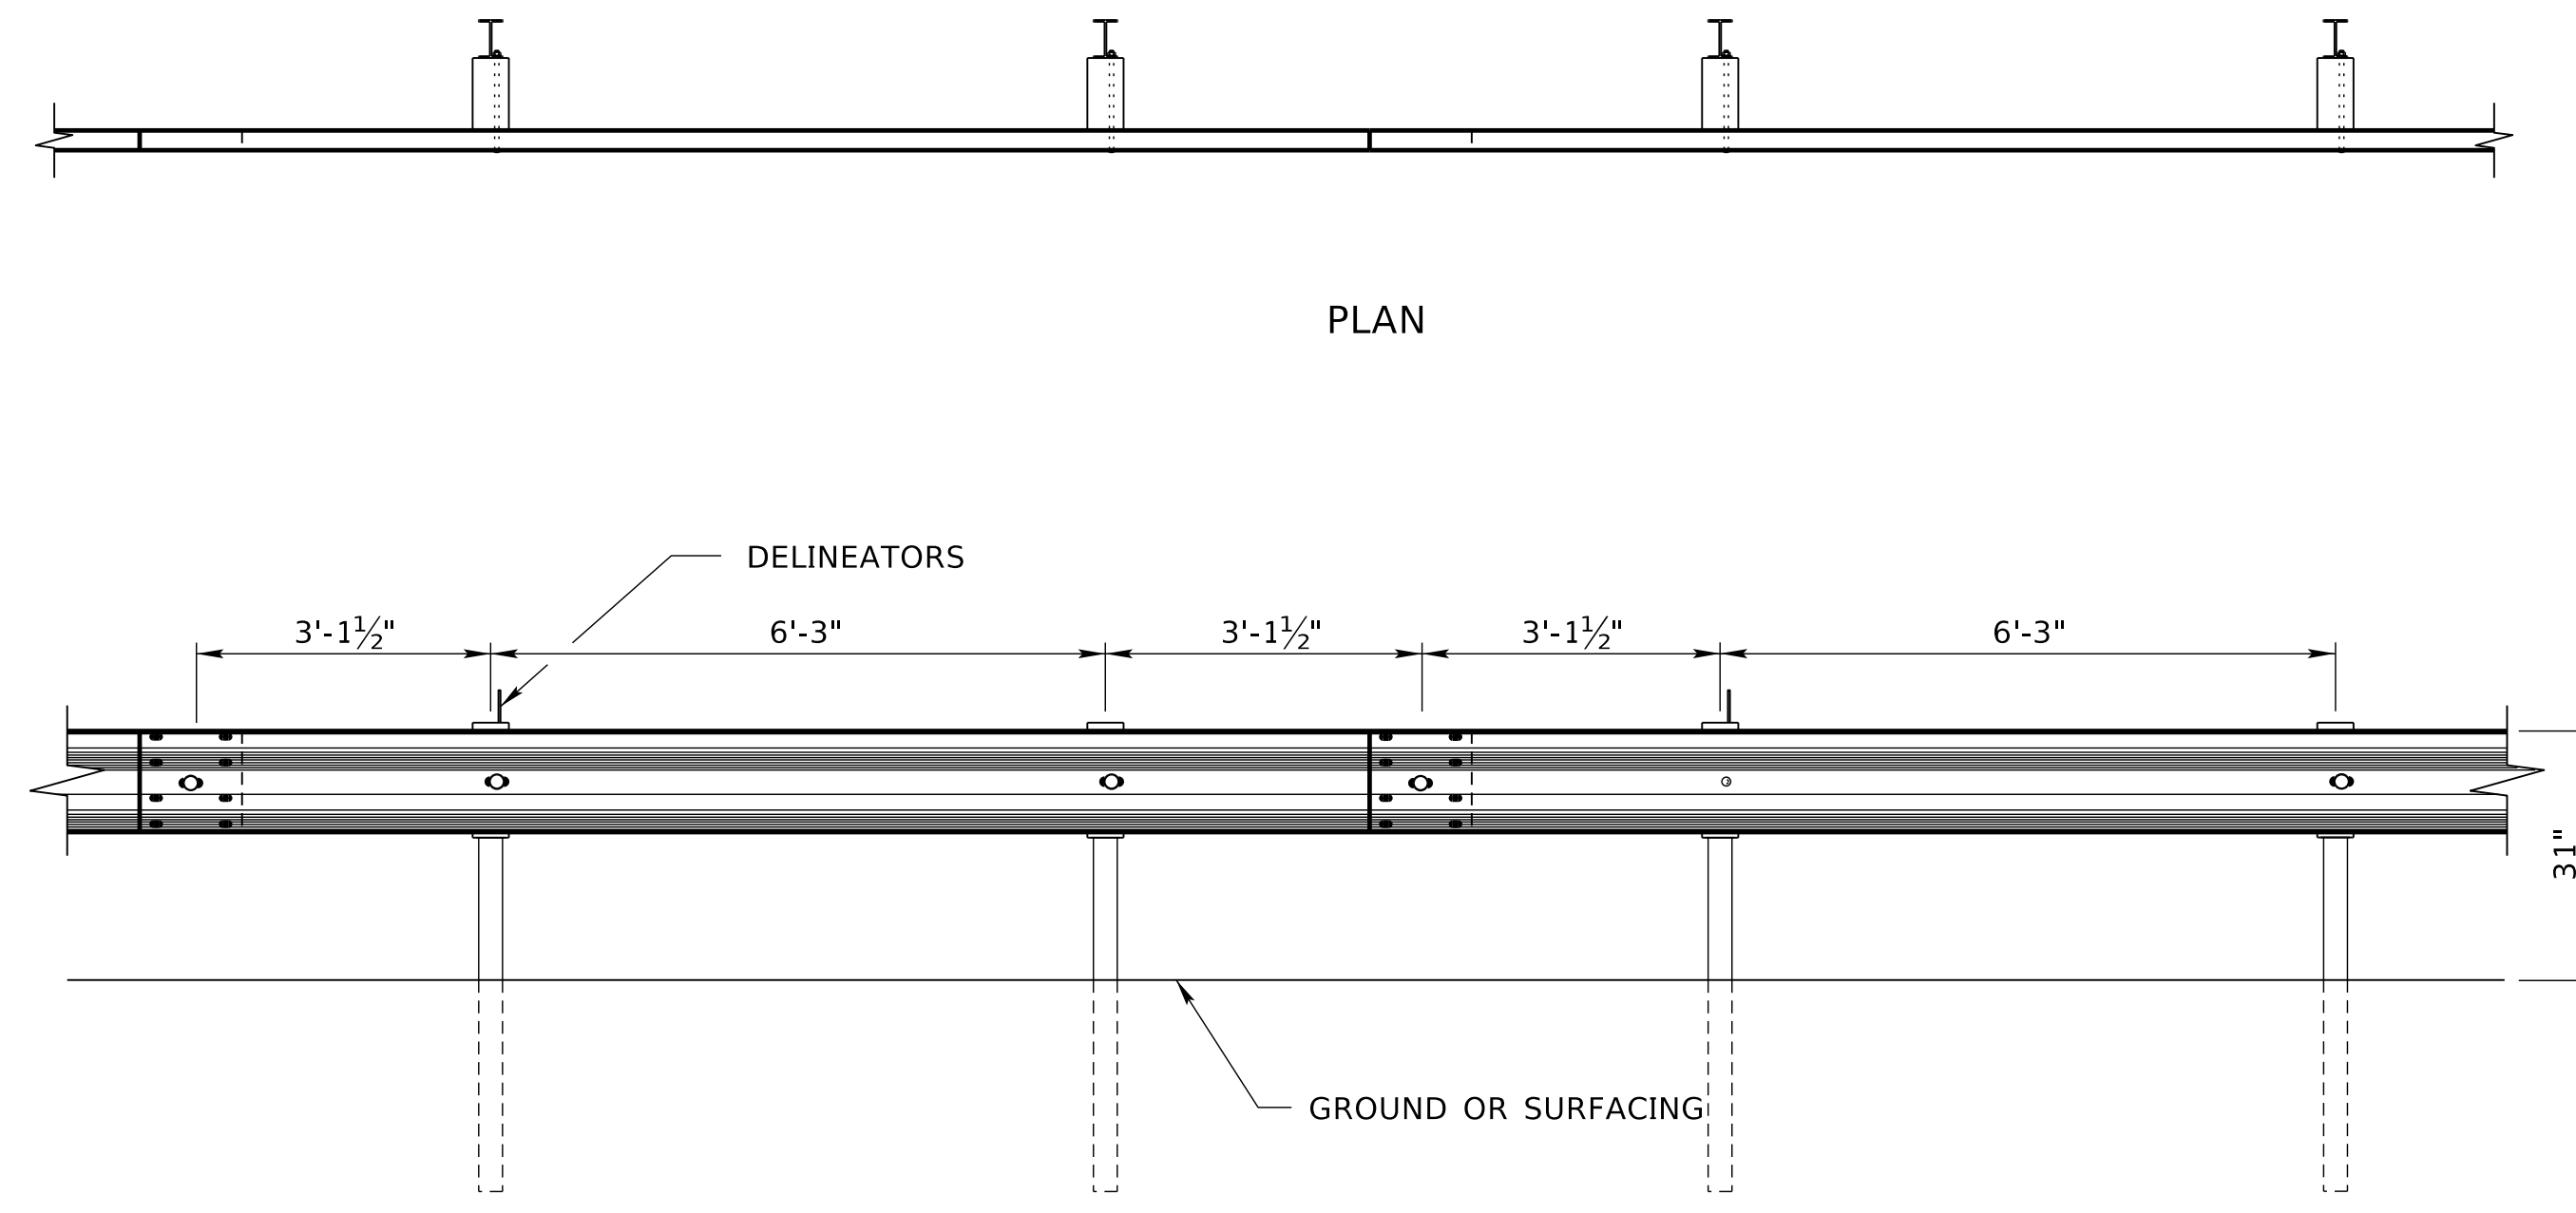 PLAN
DELINEATORS
3'-1½" 6'-3" 3'-1½" 3'-1½" 6'-3"
31"
GROUND OR SURFACING